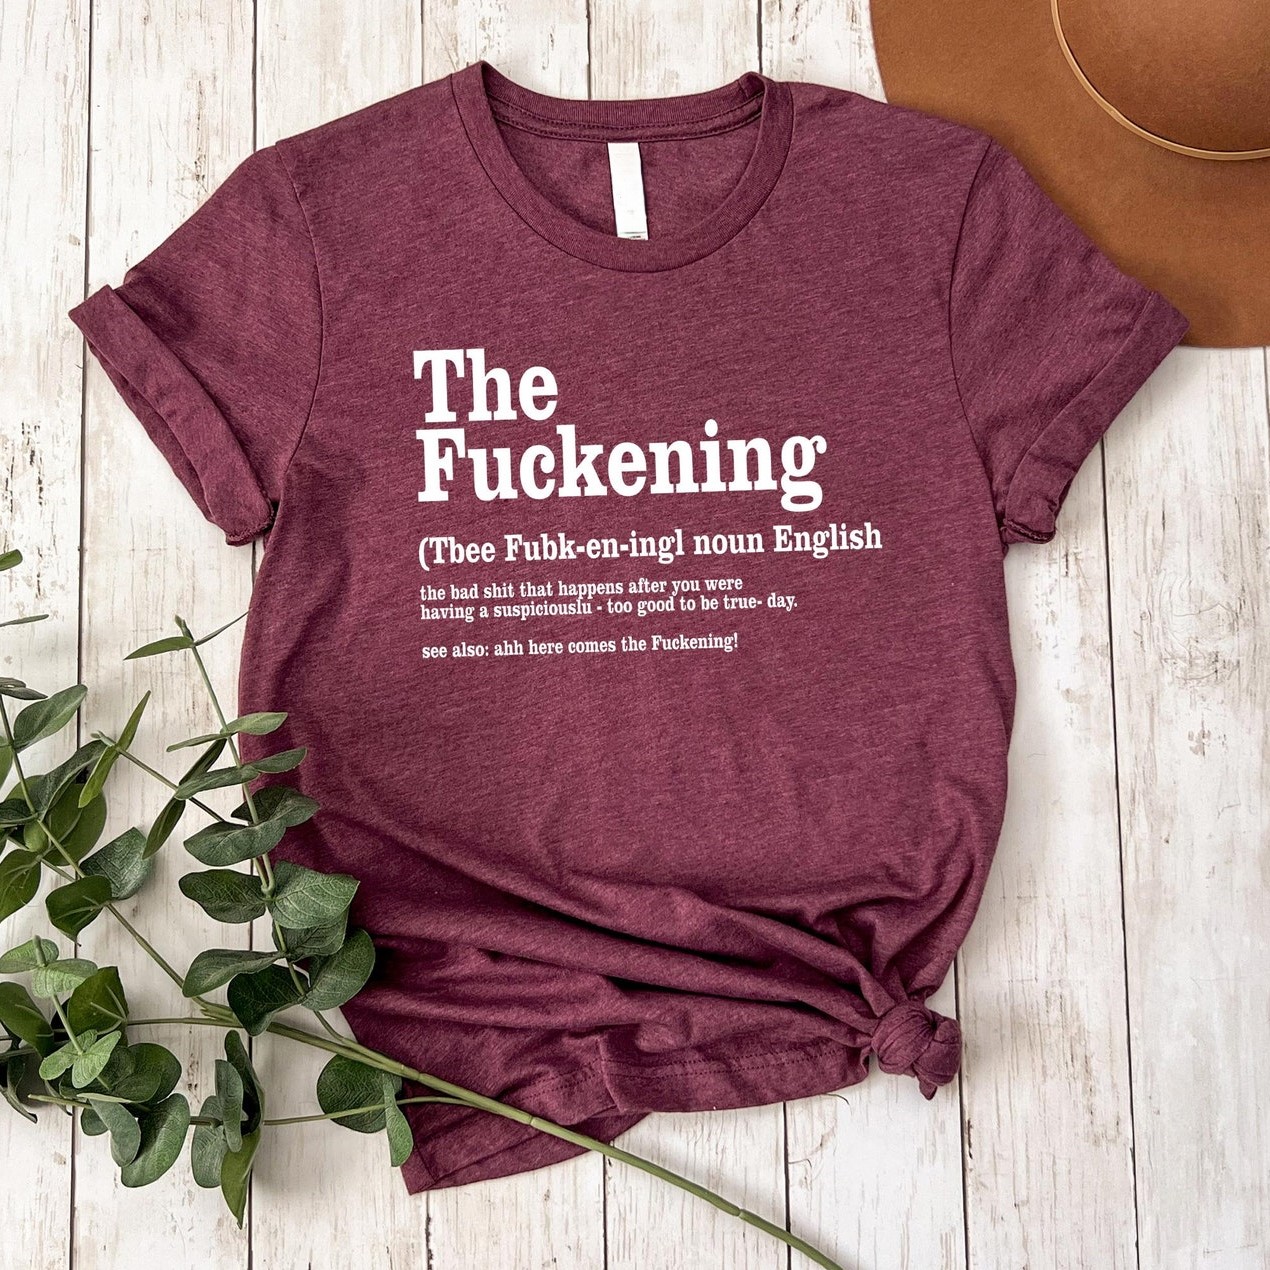 The
Fuckening
(Tbee Fubk-en-ingl noun English
the bad shit that happens after you were
having a suspiciouslu - too good to be true- day.
see also: ahh here comes the Fuckening!